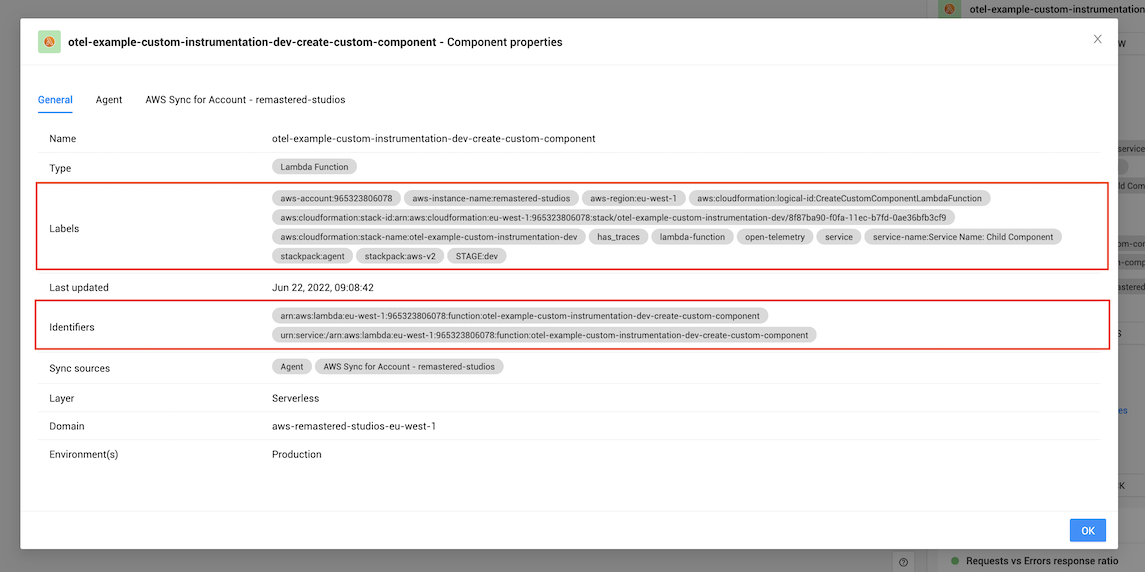 otel-example-custom-instrumentation
otel-example-custom-instrumentation-dev-create-custom-component - Component properties
W
General Agent AWS Sync for Account - remastered-studios
Name otel-example-custom-instrumentation-dev-create-custom-component
Type Lambda Function
Labels
aws-account:965323806078 aws-instance-name:remastered-studios aws-region:eu-west-1 aws:cloudformation:logical-id:CreateCustomComponentLambdaFunction
aws:cloudformation:stack-id:arn:aws:cloudformation:eu-west-1:965323806078:stack/otel-example-custom-instrumentation-dev/8f87ba90-f0fa-11ec-b7fd-0ae36bfb3cf9
aws:cloudformation:stack-name:otel-example-custom-instrumentation-dev has_traces lambda-function open-telemetry service service-name:Service Name: Child Component
stackpack:agent stackpack:aws-v2 STAGE:dev
Last updated Jun 22, 2022, 09:08:42
Identifiers
arn:aws:lambda:eu-west-1:965323806078:function:otel-example-custom-instrumentation-dev-create-custom-component
urn:service:/arn:aws:lambda:eu-west-1:965323806078:function:otel-example-custom-instrumentation-dev-create-custom-component
Sync sources Agent AWS Sync for Account - remastered-studios
Layer Serverless
Domain aws-remastered-studios-eu-west-1
Environment(s) Production
OK
Requests vs Errors response ratio